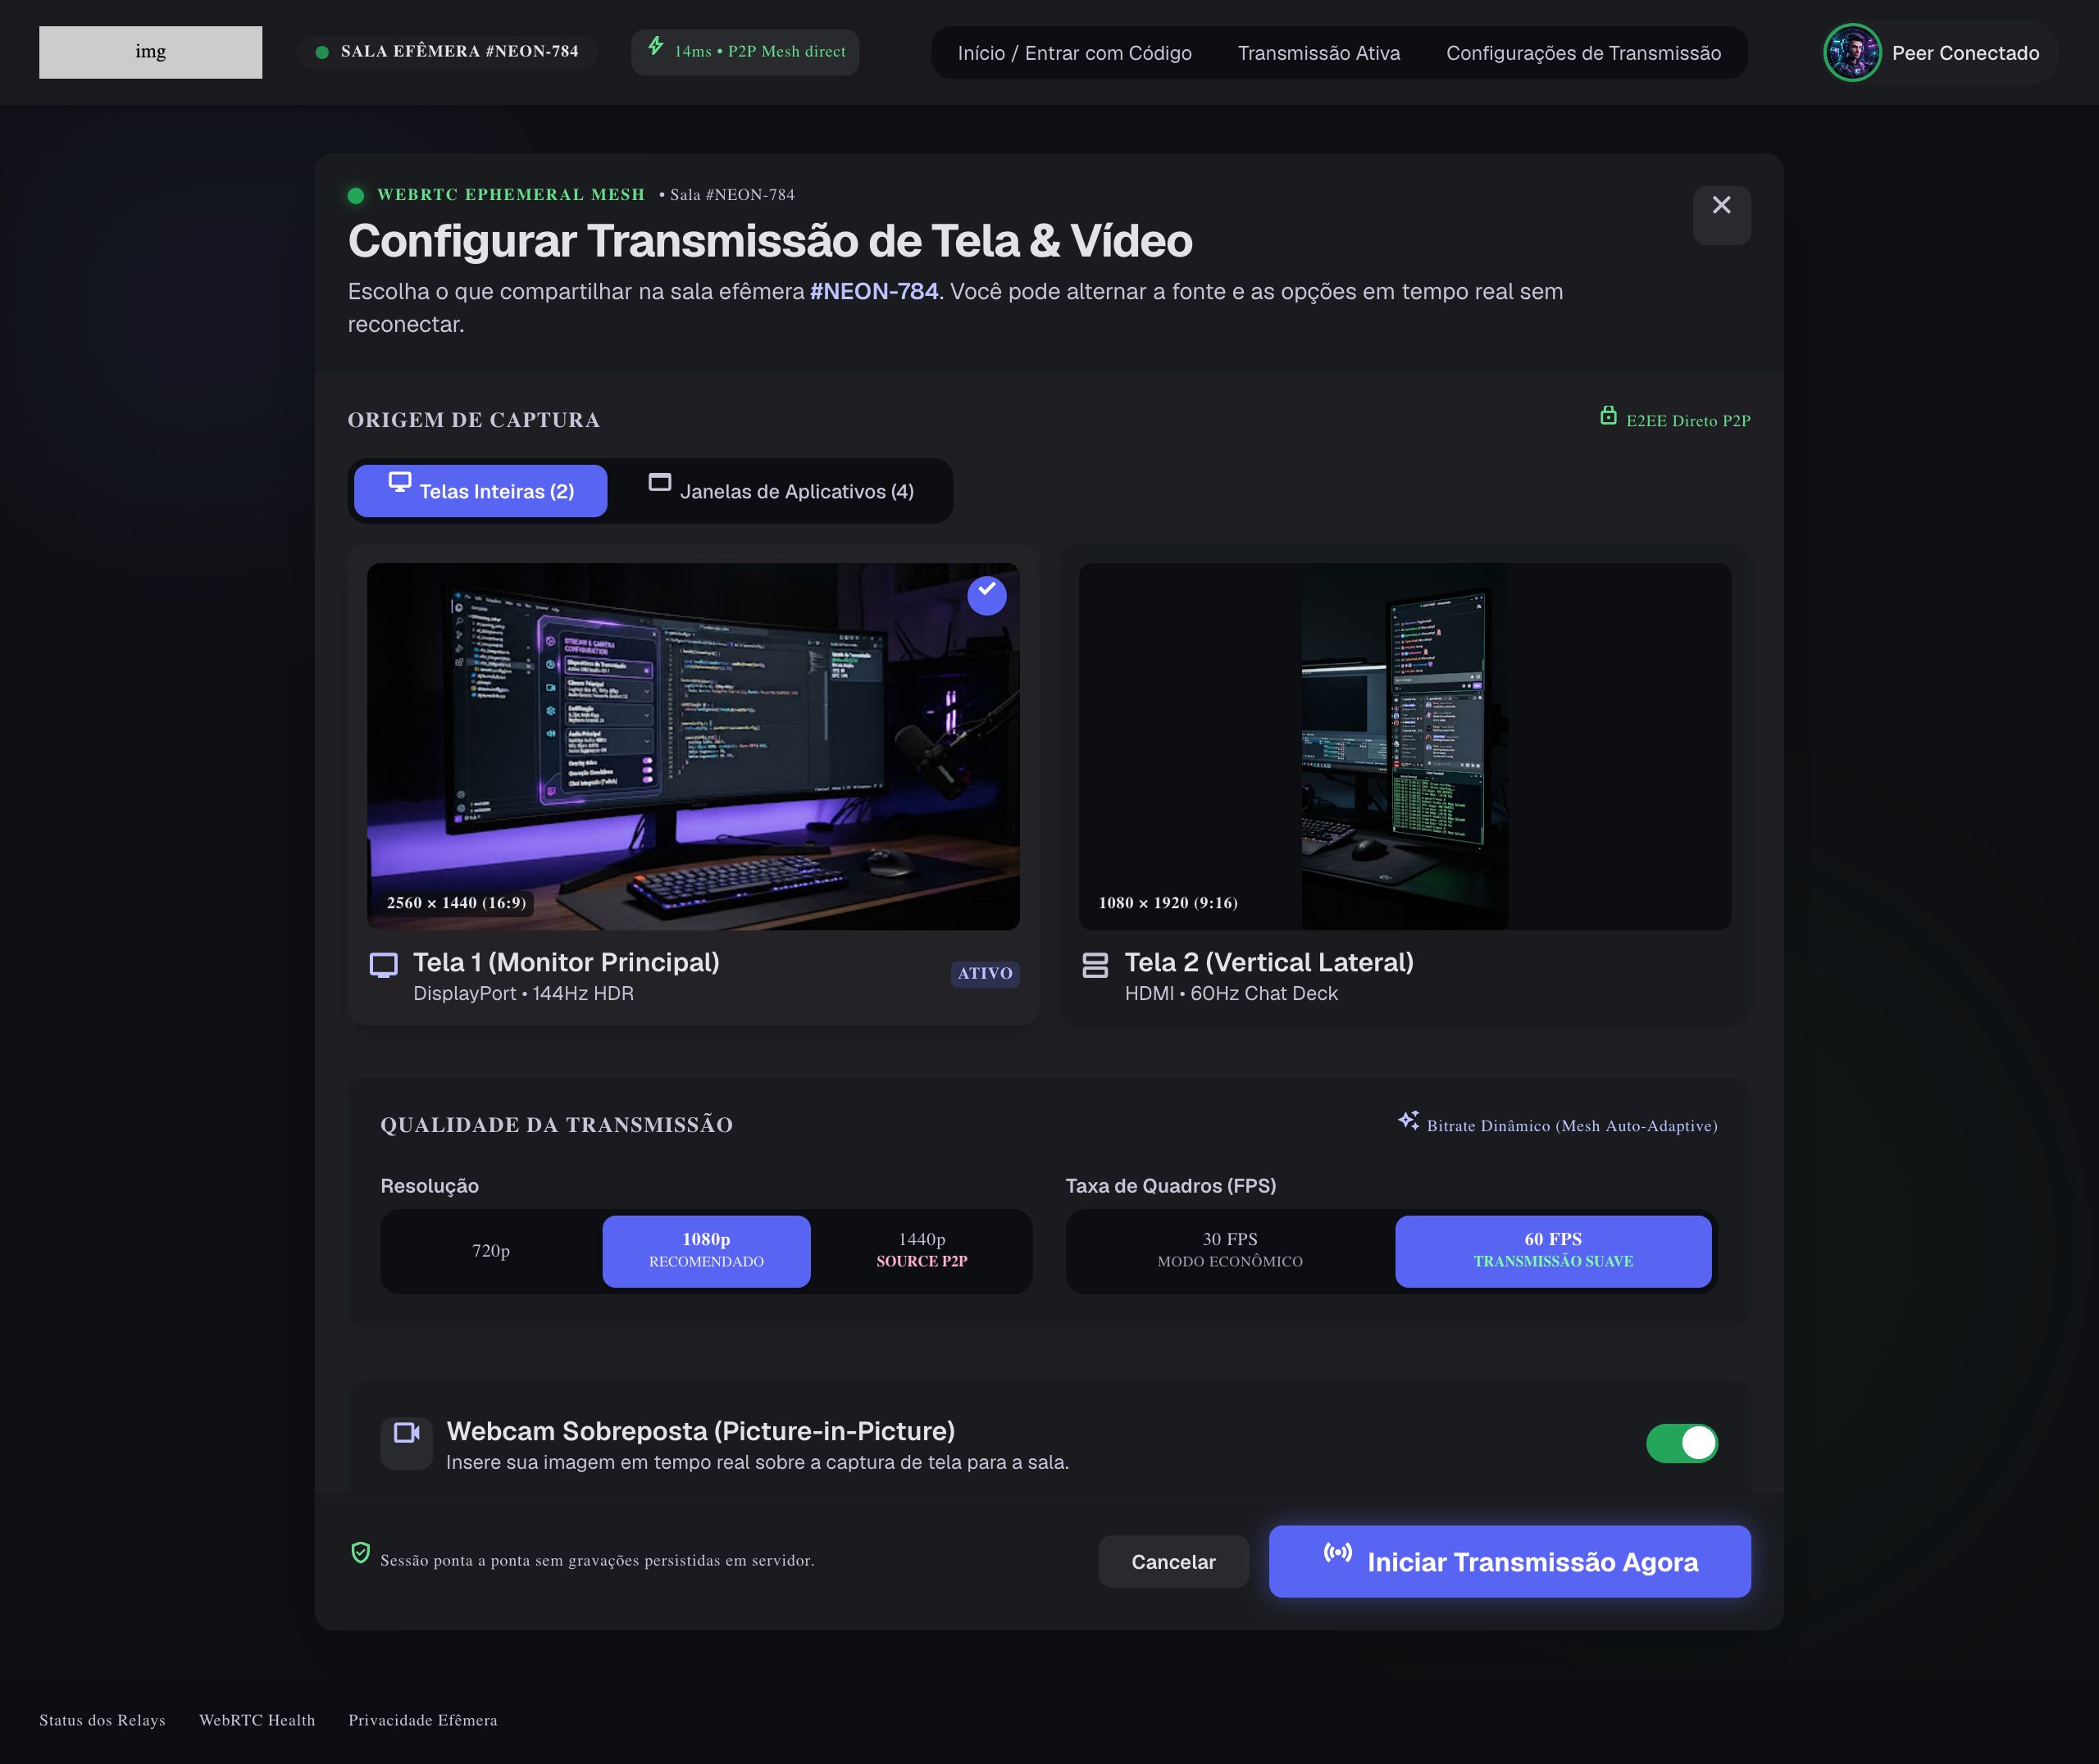 img
SALA EFÊMERA #NEON-784
14ms • P2P Mesh direct
Início / Entrar com Código
Transmissão Ativa
Configurações de Transmissão
Peer Conectado
WEBRTC EPHEMERAL MESH • Sala #NEON-784
Configurar Transmissão de Tela & Vídeo
Escolha o que compartilhar na sala efêmera #NEON-784. Você pode alternar a fonte e as opções em tempo real sem
reconectar.
ORIGEM DE CAPTURA
E2EE Direto P2P
Telas Inteiras (2)
Janelas de Aplicativos (4)
STREAM & CAMERA
CONFIGURATION
2560 × 1440 (16:9)
1080 × 1920 (9:16)
Tela 1 (Monitor Principal)
DisplayPort • 144Hz HDR
ATIVO
Tela 2 (Vertical Lateral)
HDMI • 60Hz Chat Deck
QUALIDADE DA TRANSMISSÃO
Bitrate Dinâmico (Mesh Auto-Adaptive)
Resolução
720p
1080p
RECOMENDADO
1440p
SOURCE P2P
Taxa de Quadros (FPS)
30 FPS
MODO ECONÔMICO
60 FPS
TRANSMISSÃO SUAVE
Webcam Sobreposta (Picture-in-Picture)
Insere sua imagem em tempo real sobre a captura de tela para a sala.
Sessão ponta a ponta sem gravações persistidas em servidor.
Cancelar
Iniciar Transmissão Agora
Status dos Relays
WebRTC Health
Privacidade Efêmera